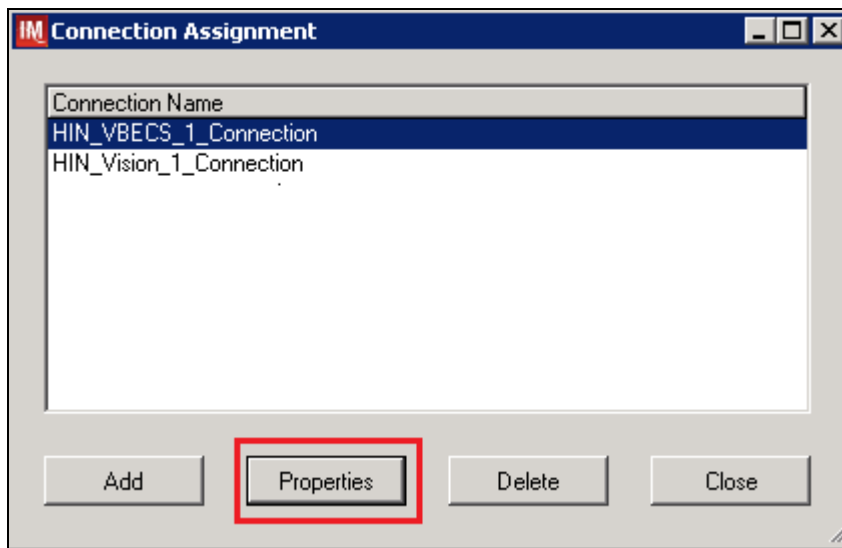 IM Connection Assignment
Connection Name
HIN_VBECS_1_Connection
HIN_Vision_1_Connection
Add Properties Delete Close